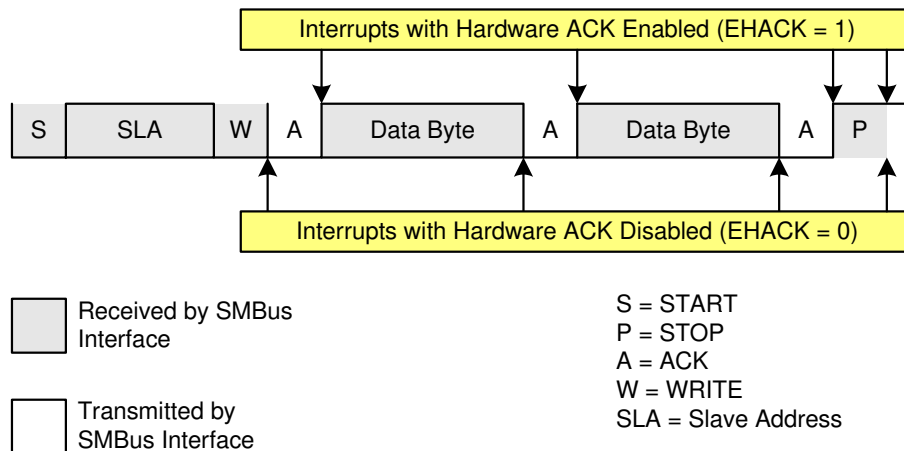 Interrupts with Hardware ACK Enabled (EHACK = 1)
S SLA W A Data Byte A Data Byte A P
Interrupts with Hardware ACK Disabled (EHACK = 0)
Received by SMBus
Interface
Transmitted by
SMBus Interface
S = START
P = STOP
A = ACK
W = WRITE
SLA = Slave Address